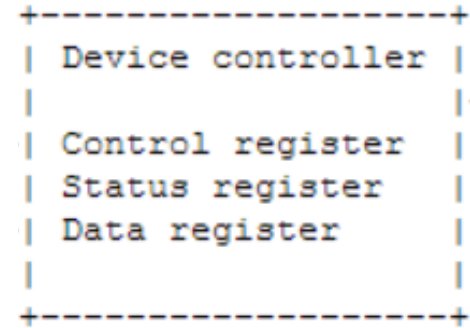 +--------------------+
| Device controller |
| |
| Control register |
| Status register |
| Data register |
| |
+--------------------+